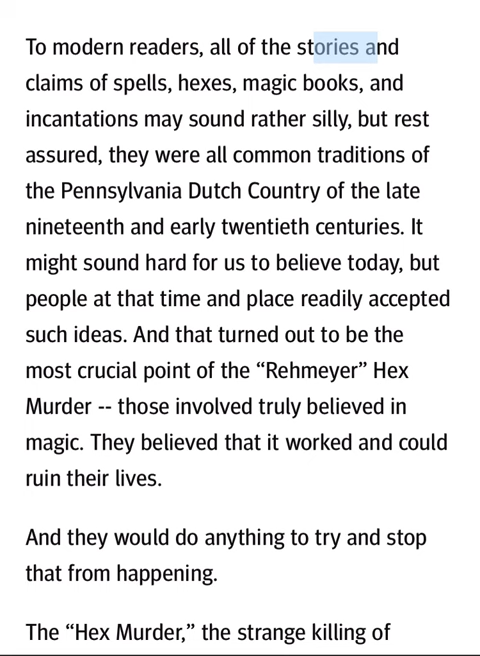 To modern readers, all of the stories and
claims of spells, hexes, magic books, and
incantations may sound rather silly, but rest
assured, they were all common traditions of
the Pennsylvania Dutch Country of the late
nineteenth and early twentieth centuries. It
might sound hard for us to believe today, but
people at that time and place readily accepted
such ideas. And that turned out to be the
most crucial point of the “Rehmeyer” Hex
Murder -- those involved truly believed in
magic. They believed that it worked and could
ruin their lives.
And they would do anything to try and stop
that from happening.
The “Hex Murder,” the strange killing of